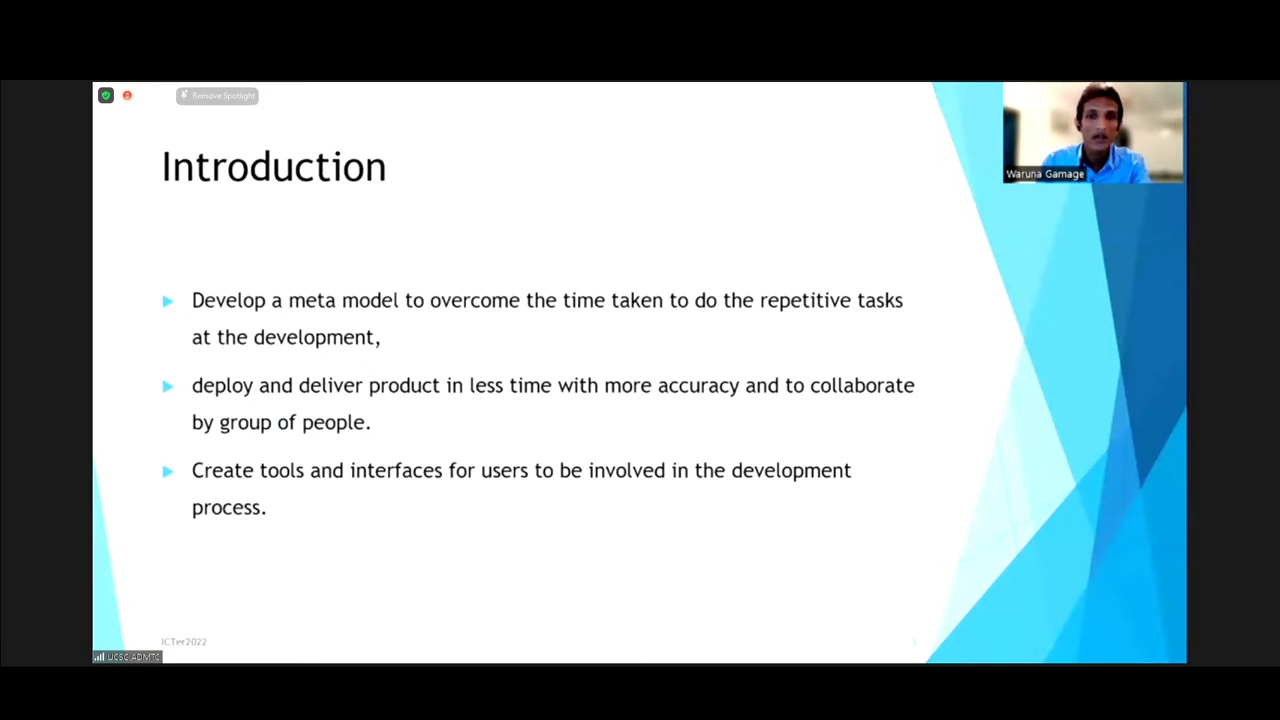 Remove Spotlight
Introduction
Waruna Gamage
Develop a meta model to overcome the time taken to do the repetitive tasks
at the development,
deploy and deliver product in less time with more accuracy and to collaborate
by group of people.
Create tools and interfaces for users to be involved in the development
process.
ICTer2022
UCSC ADMTC